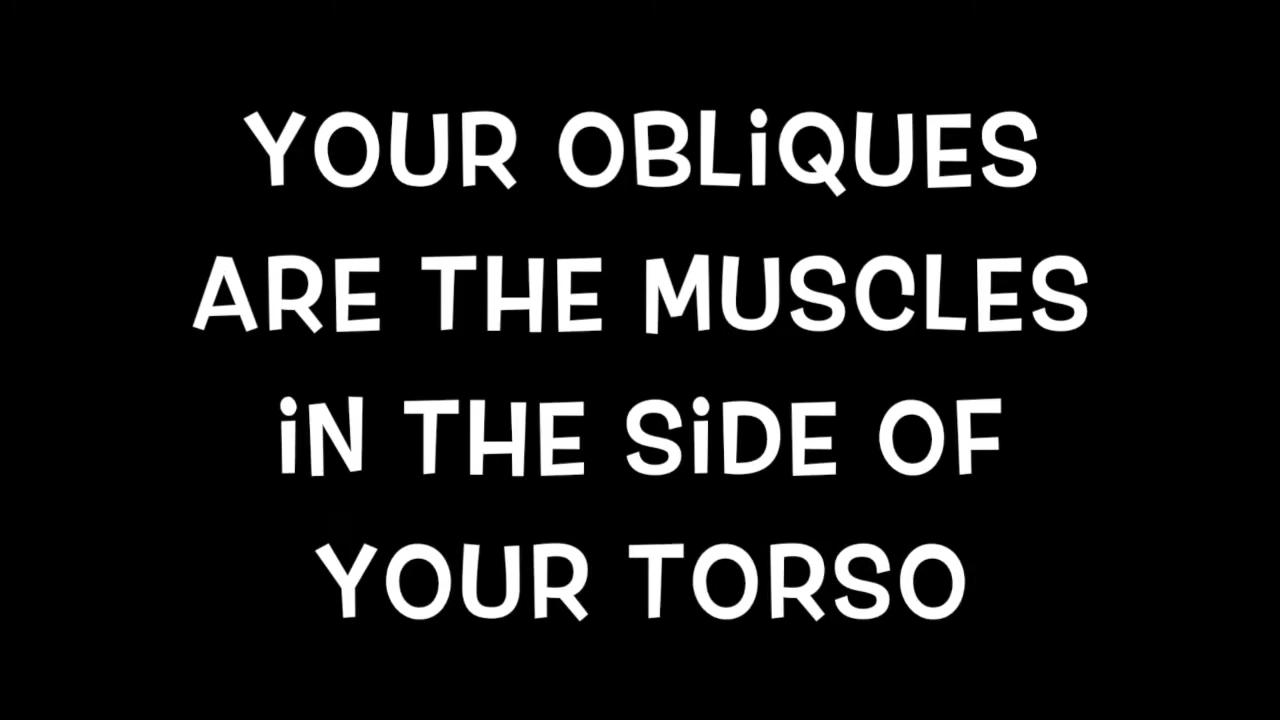 YOUR OBLiQUES
ARE THE MUSCLES
iN THE SiDE OF
YOUR TORSO